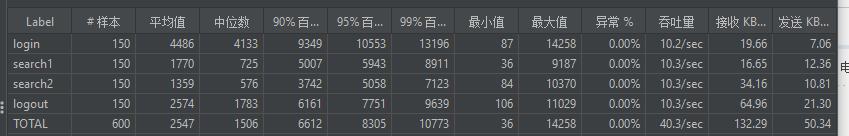 Label # 样本 平均值 中位数 90% 百... 95% 百... 99% 百... 最小值 最大值 异常 % 吞吐量 接收 KB... 发送 KB...
login 150 4486 4133 9349 10553 13196 87 14258 0.00% 10.2/sec 19.66 7.06
search1 150 1770 725 5007 5943 8911 36 9187 0.00% 10.3/sec 16.65 12.36
search2 150 1359 576 3742 5058 7123 84 10370 0.00% 10.3/sec 34.16 10.81
logout 150 2574 1783 6161 7751 9639 106 11029 0.00% 10.3/sec 64.96 21.30
TOTAL 600 2547 1506 6612 8305 10773 36 14258 0.00% 40.3/sec 132.29 50.34